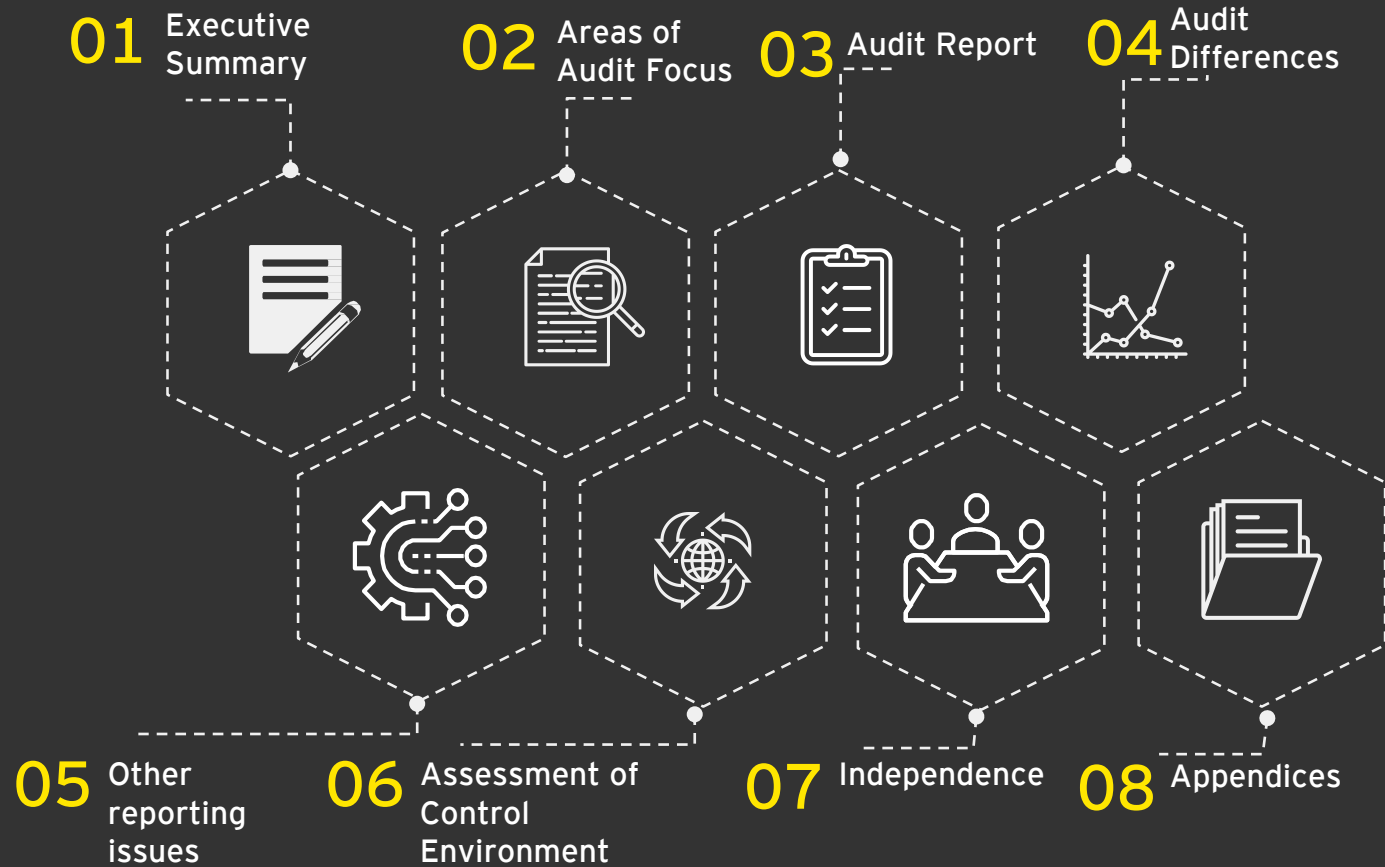 01 Executive
Summary
02 Areas of
Audit Focus
03 Audit Report
04 Audit
Differences
05 Other
reporting
issues
06 Assessment of
Control
Environment
07 Independence
08 Appendices